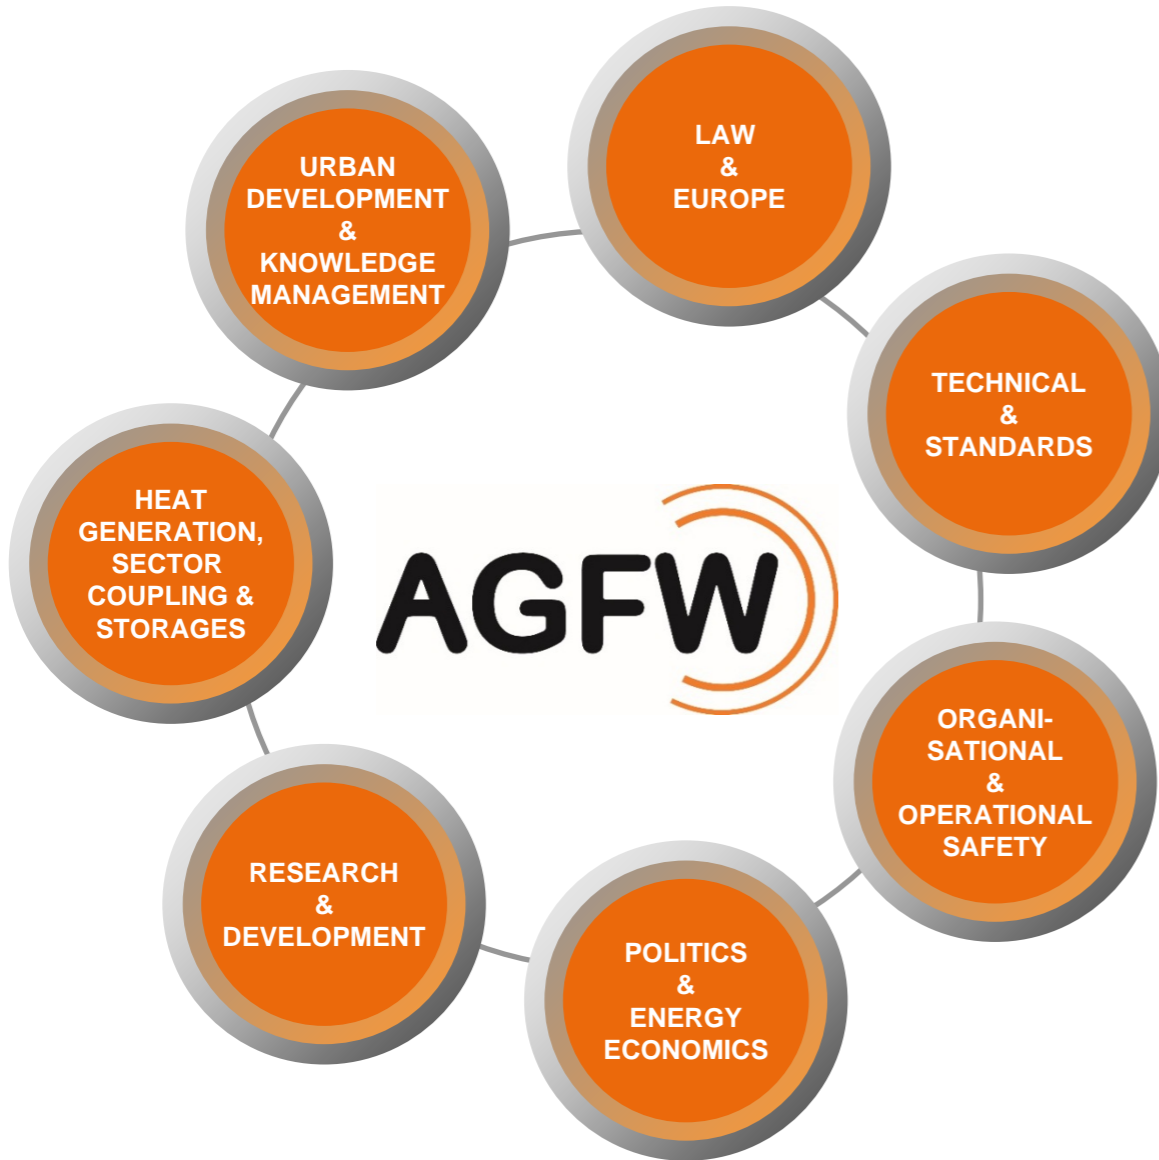 LAW
&
EUROPE
URBAN
DEVELOPMENT
&
KNOWLEDGE
MANAGEMENT
TECHNICAL
&
STANDARDS
HEAT
GENERATION,
SECTOR
COUPLING &
STORAGES
AGFW
ORGANI-
SATIONAL
&
OPERATIONAL
SAFETY
RESEARCH
&
DEVELOPMENT
POLITICS
&
ENERGY
ECONOMICS